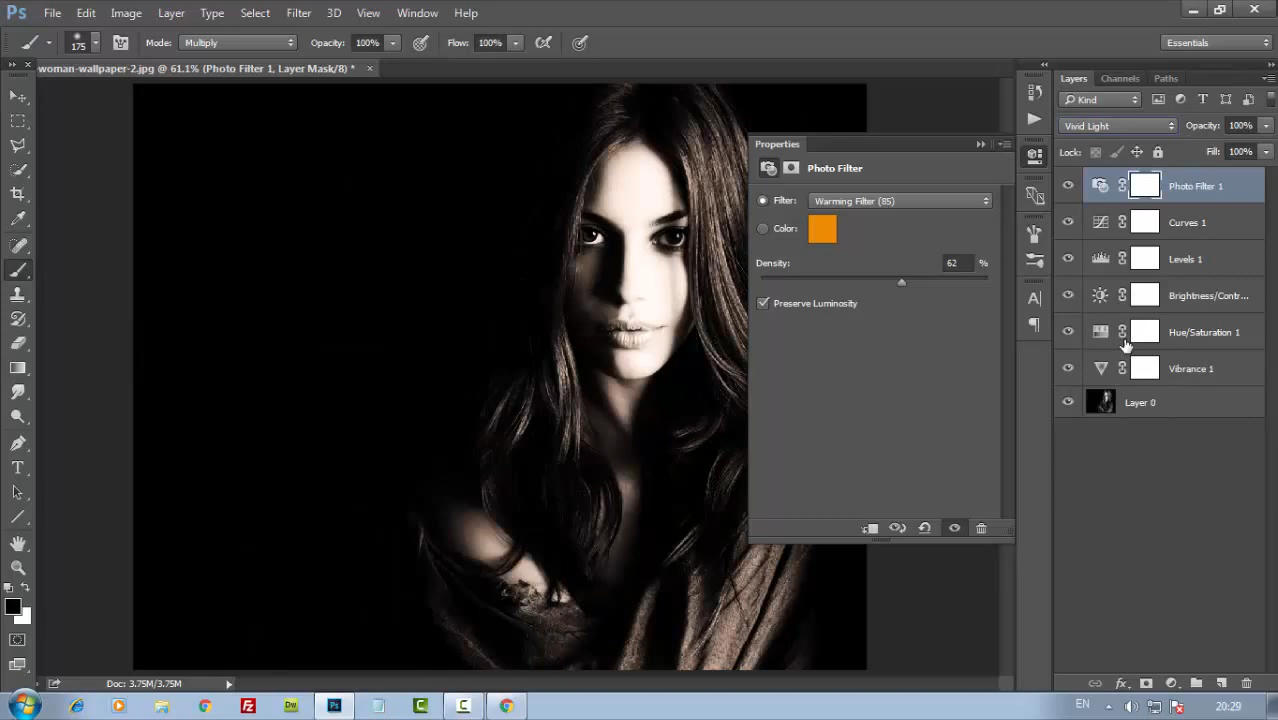 Ps File Edit Image Layer Type Select Filter 3D View Window Help
175 Mode: Multiply Opacity: 100% Flow: 100% Essentials
woman-wallpaper-2.jpg @ 61.1% (Photo Filter 1, Layer Mask/8) *
Layers Channels Paths
Kind
Vivid Light Opacity: 100%
Lock: Fill: 100%
Properties
Photo Filter
Filter: Warming Filter (85)
Color:
Density: 62 %
Preserve Luminosity
Photo Filter 1
Curves 1
Levels 1
Brightness/Contr...
Hue/Saturation 1
Vibrance 1
Layer 0
Doc: 3.75M/3.75M
EN 20:29